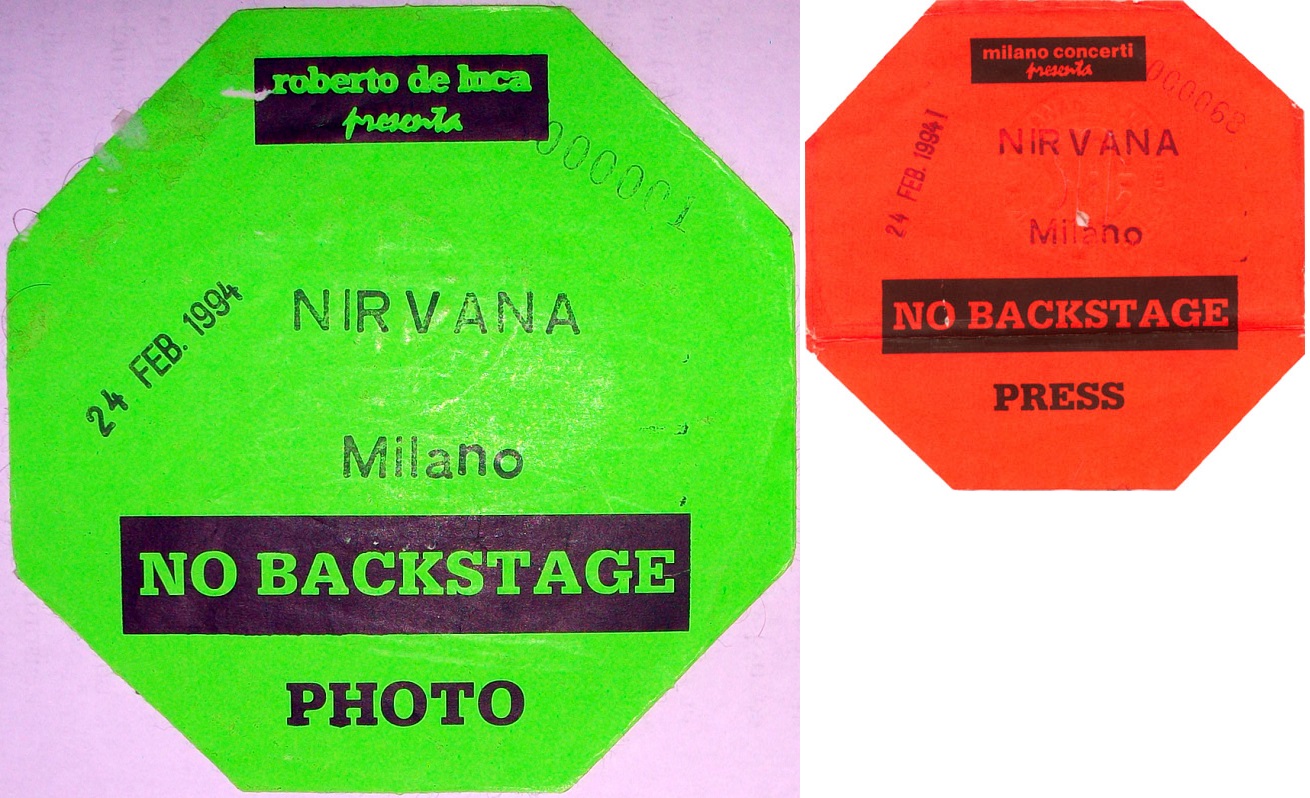 roberto de luca
presenta
000001
NIRVANA
24 FEB. 1994
Milano
NO BACKSTAGE
PHOTO
milano concerti
presenta
000068
NIRVANA
24 FEB. 1994
Milano
NO BACKSTAGE
PRESS